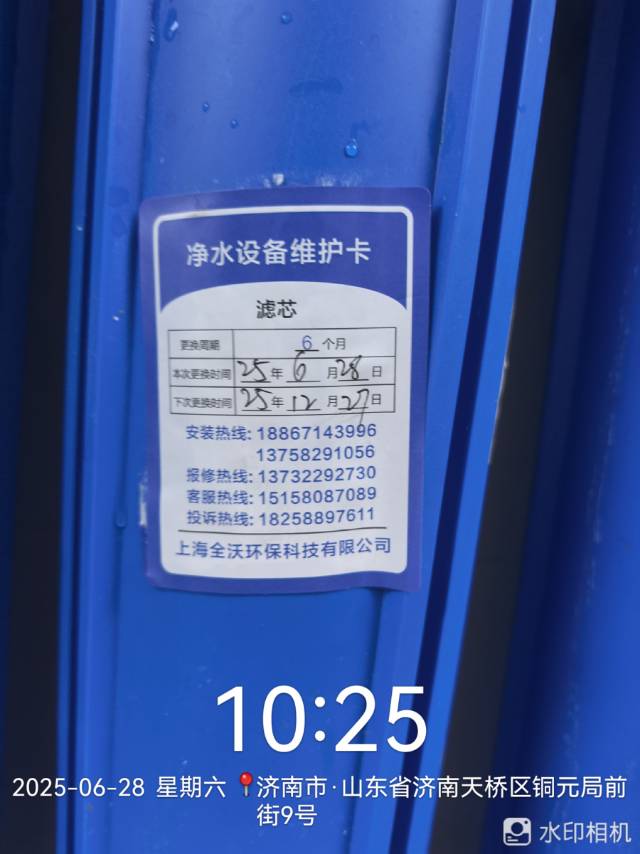 净水设备维护卡
滤芯
更换周期 6 个月
本次更换时间 25 年 6 月 28 日
下次更换时间 25 年 12 月 27 日
安装热线: 18867143996
13758291056
报修热线: 13732292730
客服热线: 15158087089
投诉热线: 18258897611
上海全沃环保科技有限公司
10:25
2025-06-28 星期六 济南市·山东省济南天桥区铜元局前
街9号
水印相机